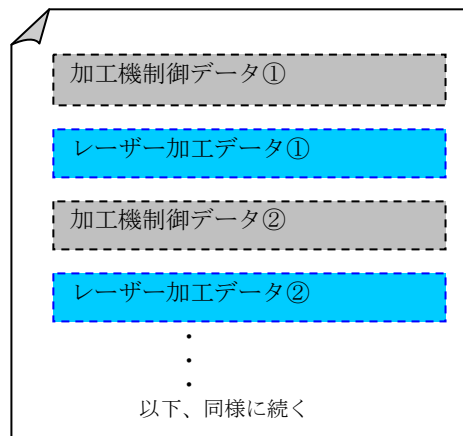 加工機制御データ①
レーザー加工データ①
加工機制御データ②
レーザー加工データ②
・
・
・
以下、同様に続く